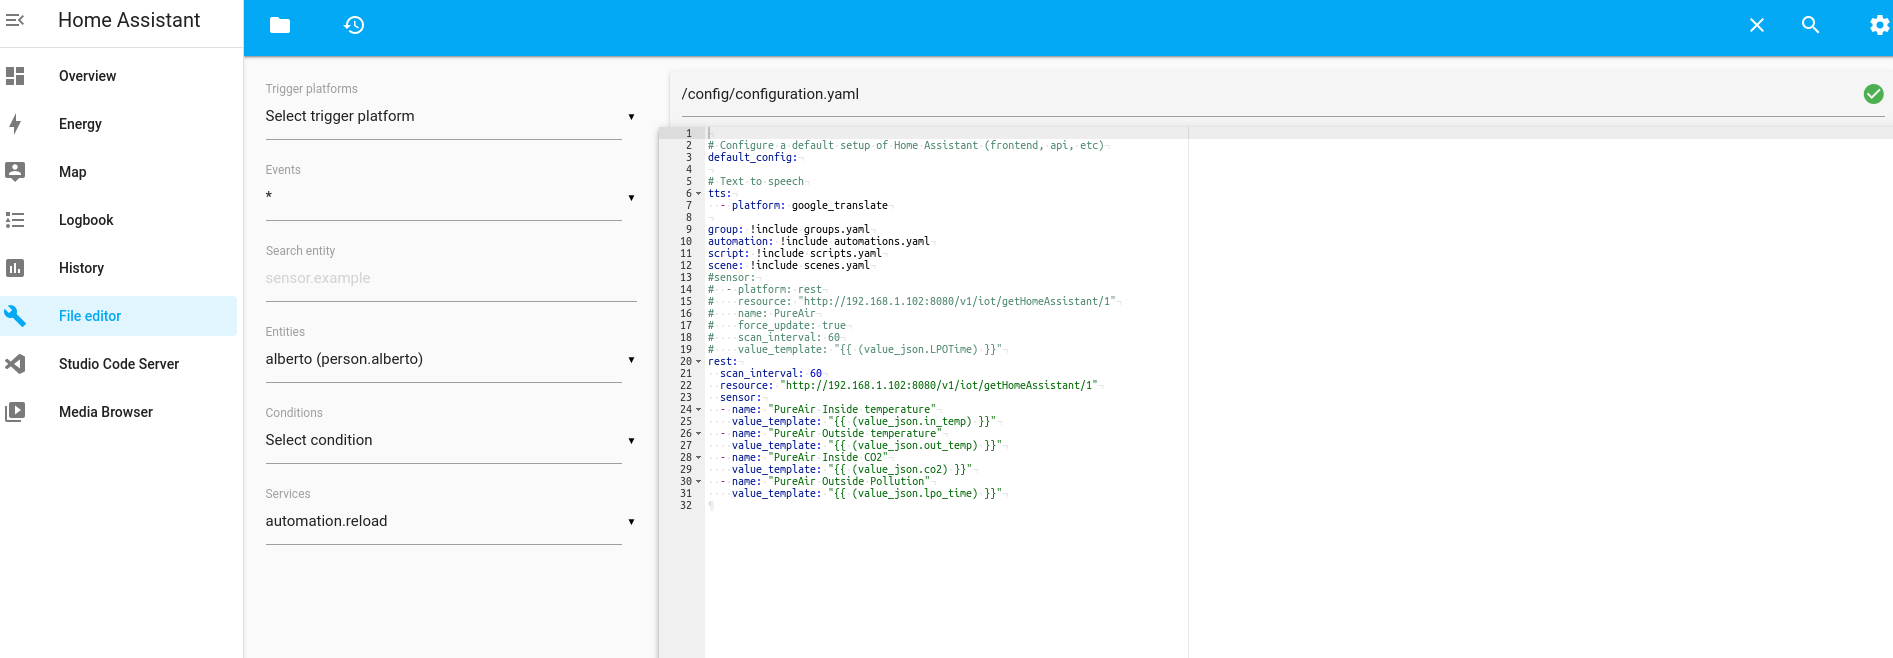 Home Assistant
Overview
Energy
Map
Logbook
History
File editor
Studio Code Server
Media Browser
Trigger platforms
Select trigger platform
Events
*
Search entity
sensor.example
Entities
alberto (person.alberto)
Conditions
Select condition
Services
automation.reload
/config/configuration.yaml
1
2 # Configure a default setup of Home Assistant (frontend, api, etc)
3 default_config:
4
5 # Text to speech
6 tts:
7   - platform: google_translate
8
9 group: !include groups.yaml
10 automation: !include automations.yaml
11 script: !include scripts.yaml
12 scene: !include scenes.yaml
13 #sensor:
14 #  - platform: rest
15 #    resource: "http://192.168.1.102:8080/v1/iot/getHomeAssistant/1"
16 #    name: PureAir
17 #    force_update: true
18 #    scan_interval: 60
19 #    value_template: "{{ (value_json.LPOTime) }}"
20 rest:
21   scan_interval: 60
22   resource: "http://192.168.1.102:8080/v1/iot/getHomeAssistant/1"
23   sensor:
24   - name: "PureAir Inside temperature"
25     value_template: "{{ (value_json.in_temp) }}"
26   - name: "PureAir Outside temperature"
27     value_template: "{{ (value_json.out_temp) }}"
28   - name: "PureAir Inside CO2"
29     value_template: "{{ (value_json.co2) }}"
30   - name: "PureAir Outside Pollution"
31     value_template: "{{ (value_json.lpo_time) }}"
32